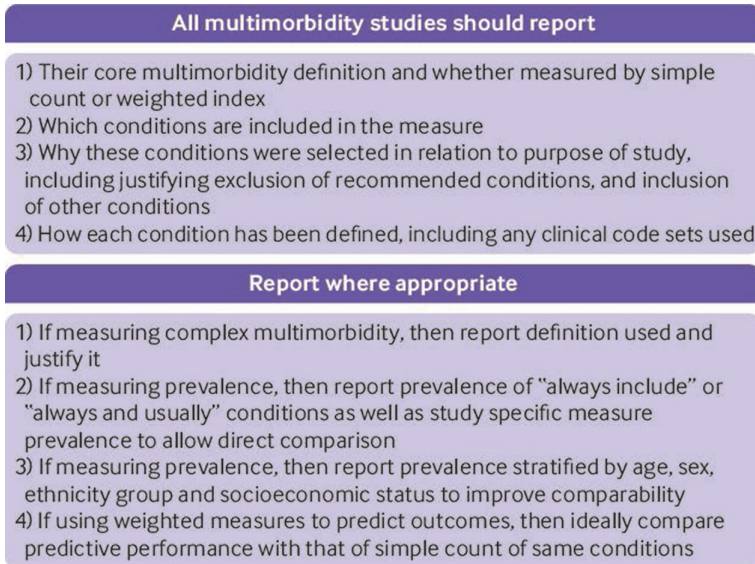 All multimorbidity studies should report
1) Their core multimorbidity definition and whether measured by simple
count or weighted index
2) Which conditions are included in the measure
3) Why these conditions were selected in relation to purpose of study,
including justifying exclusion of recommended conditions, and inclusion
of other conditions
4) How each condition has been defined, including any clinical code sets used
Report where appropriate
1) If measuring complex multimorbidity, then report definition used and
justify it
2) If measuring prevalence, then report prevalence of "always include" or
"always and usually" conditions as well as study specific measure
prevalence to allow direct comparison
3) If measuring prevalence, then report prevalence stratified by age, sex,
ethnicity group and socioeconomic status to improve comparability
4) If using weighted measures to predict outcomes, then ideally compare
predictive performance with that of simple count of same conditions